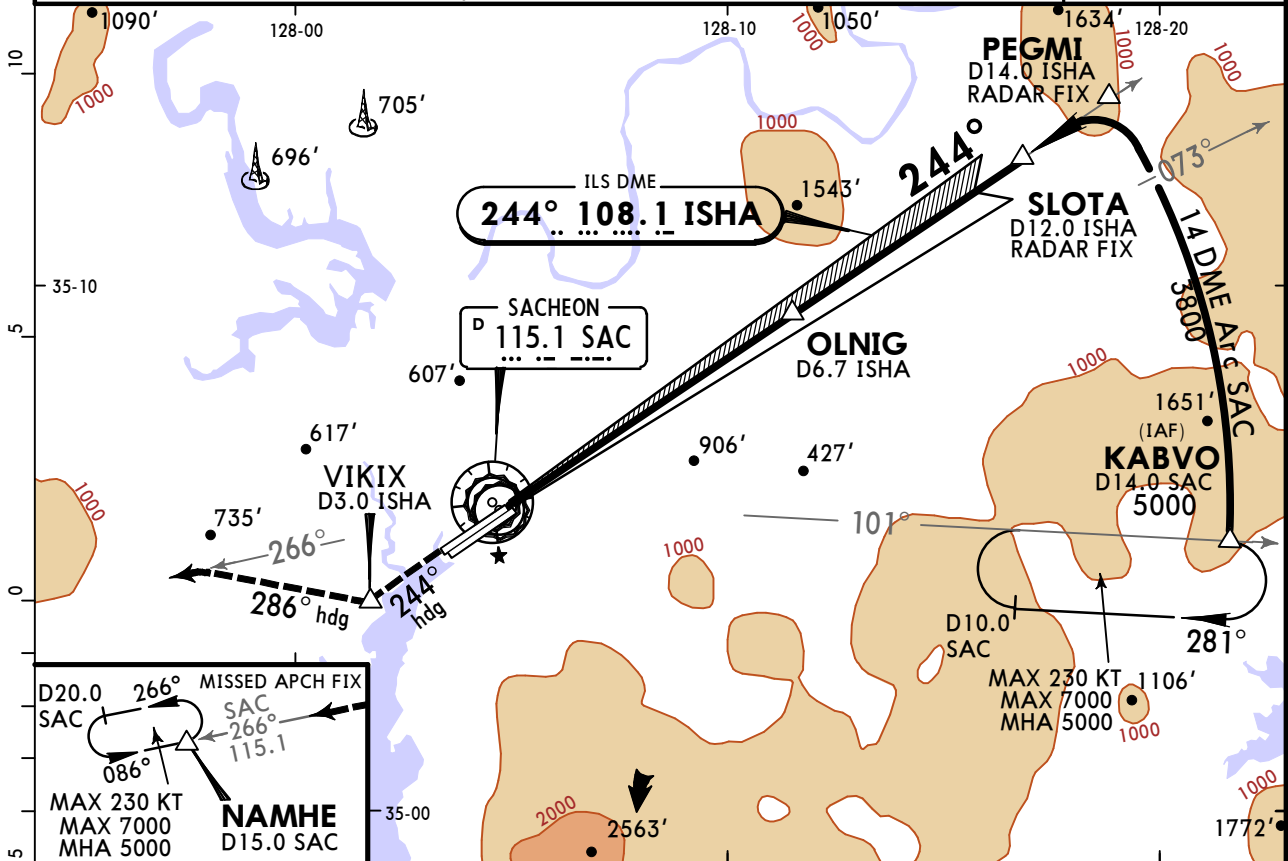 1090'
128-00
128-10
1050'
1000
1634'
128-20
10
1000
1000
1000
PEGMI
D14.0 ISHA
RADAR FIX
705'
696'
1000
1543'
ILS DME
244° 108.1 ISHA
244°
073°
SLOTA
D12.0 ISHA
RADAR FIX
14 DME Arc SAC
3800
35-10
5
SACHEON
D 115.1 SAC
OLNIG
D6.7 ISHA
607'
1000
1651'
(IAF)
KABVO
D14.0 SAC
5000
617'
906'
427'
VIKIX
D3.0 ISHA
1000
735'
266°
101°
1000
0
286° hdg
244°
hdg
D10.0
SAC
281°
MAX 230 KT
MAX 7000
MHA 5000
1106'
1000
MISSED APCH FIX
D20.0
SAC
266°
SAC
266°
115.1
086°
MAX 230 KT
MAX 7000
MHA 5000
NAMHE
D15.0 SAC
35-00
2000
2563'
1000
1772'
5